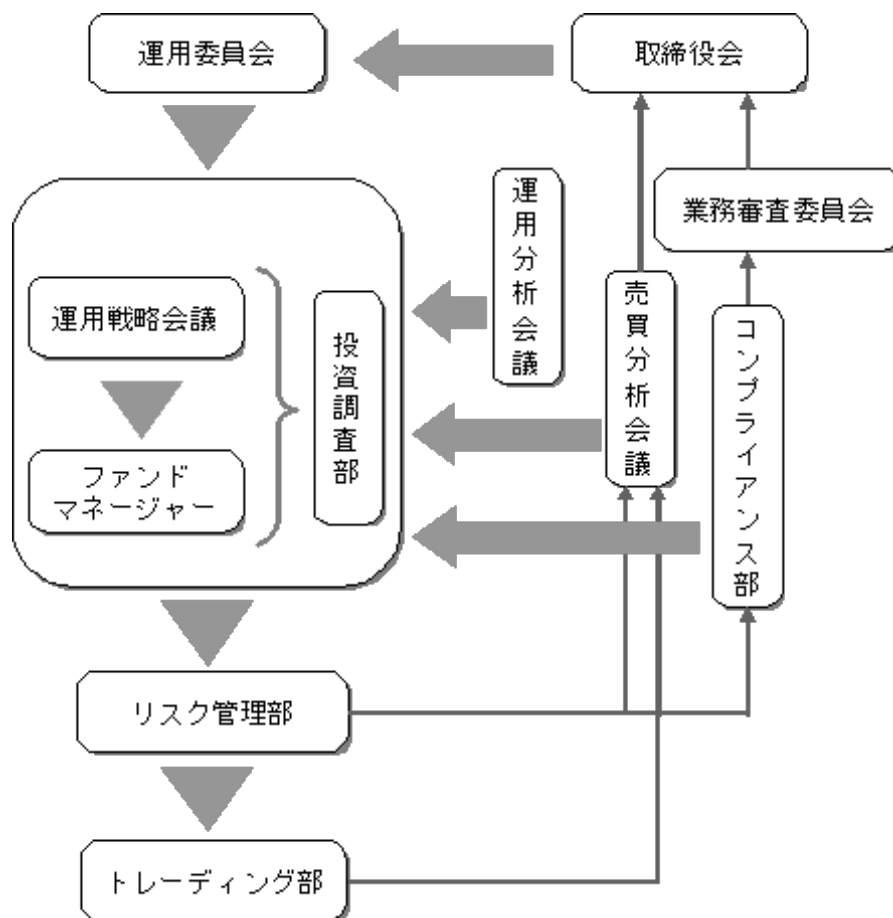 運用委員会
取締役会
運用分析会議
業務審査委員会
運用戦略会議
投資調査部
売買分析会議
コンプライアンス部
ファンド
マネージャー
リスク管理部
トレーディング部